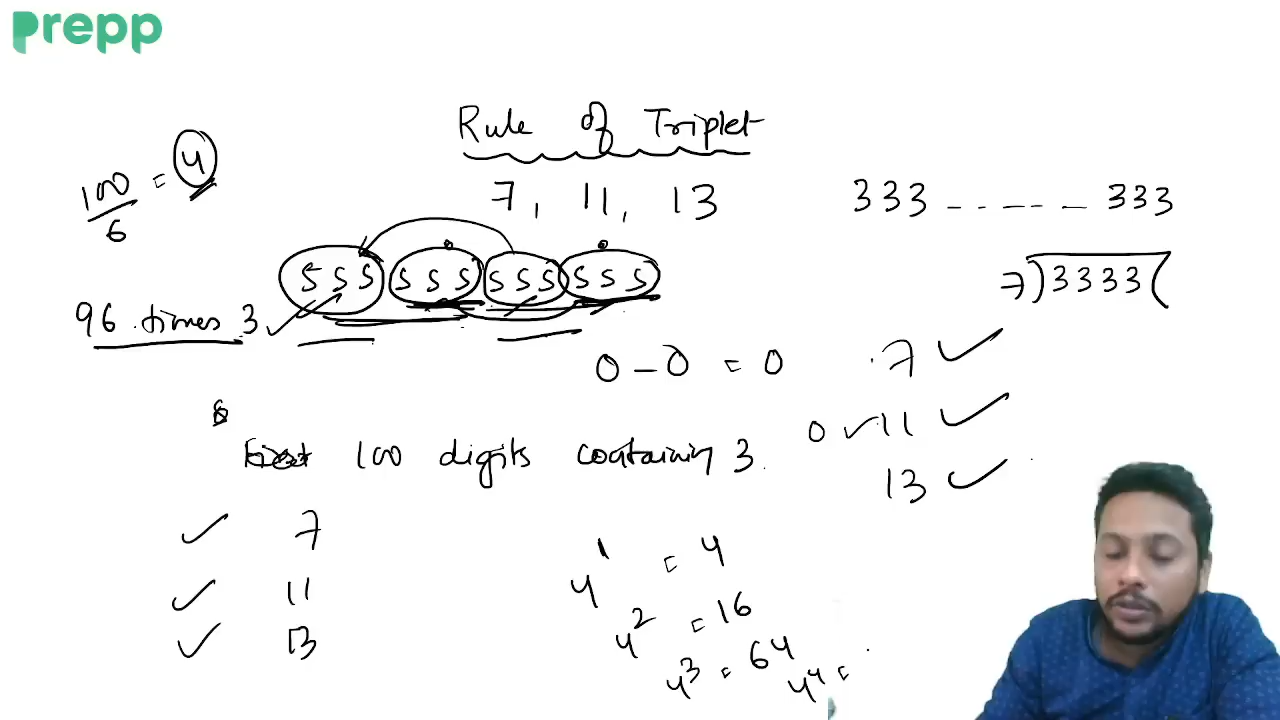 prepp
Rule of Triplet
7, 11, 13
100/6 = 4
333 ------ 333
555 555 555 555
7)3333(
96 times 3
0 - 0 = 0
7
0 11
13
100 digits containing 3.
7
11
13
4^1 = 4
4^2 = 16
4^3 = 64
4^4 =